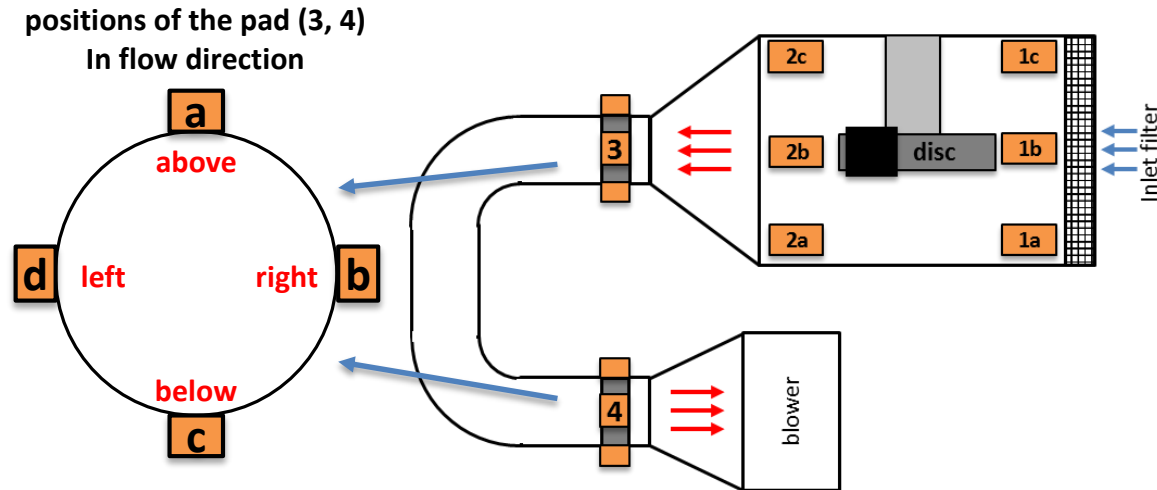 positions of the pad (3, 4)
In flow direction
a
above
d
left
right
b
below
c
3
4
2c
1c
2b
disc
1b
2a
1a
Inlet filter
blower